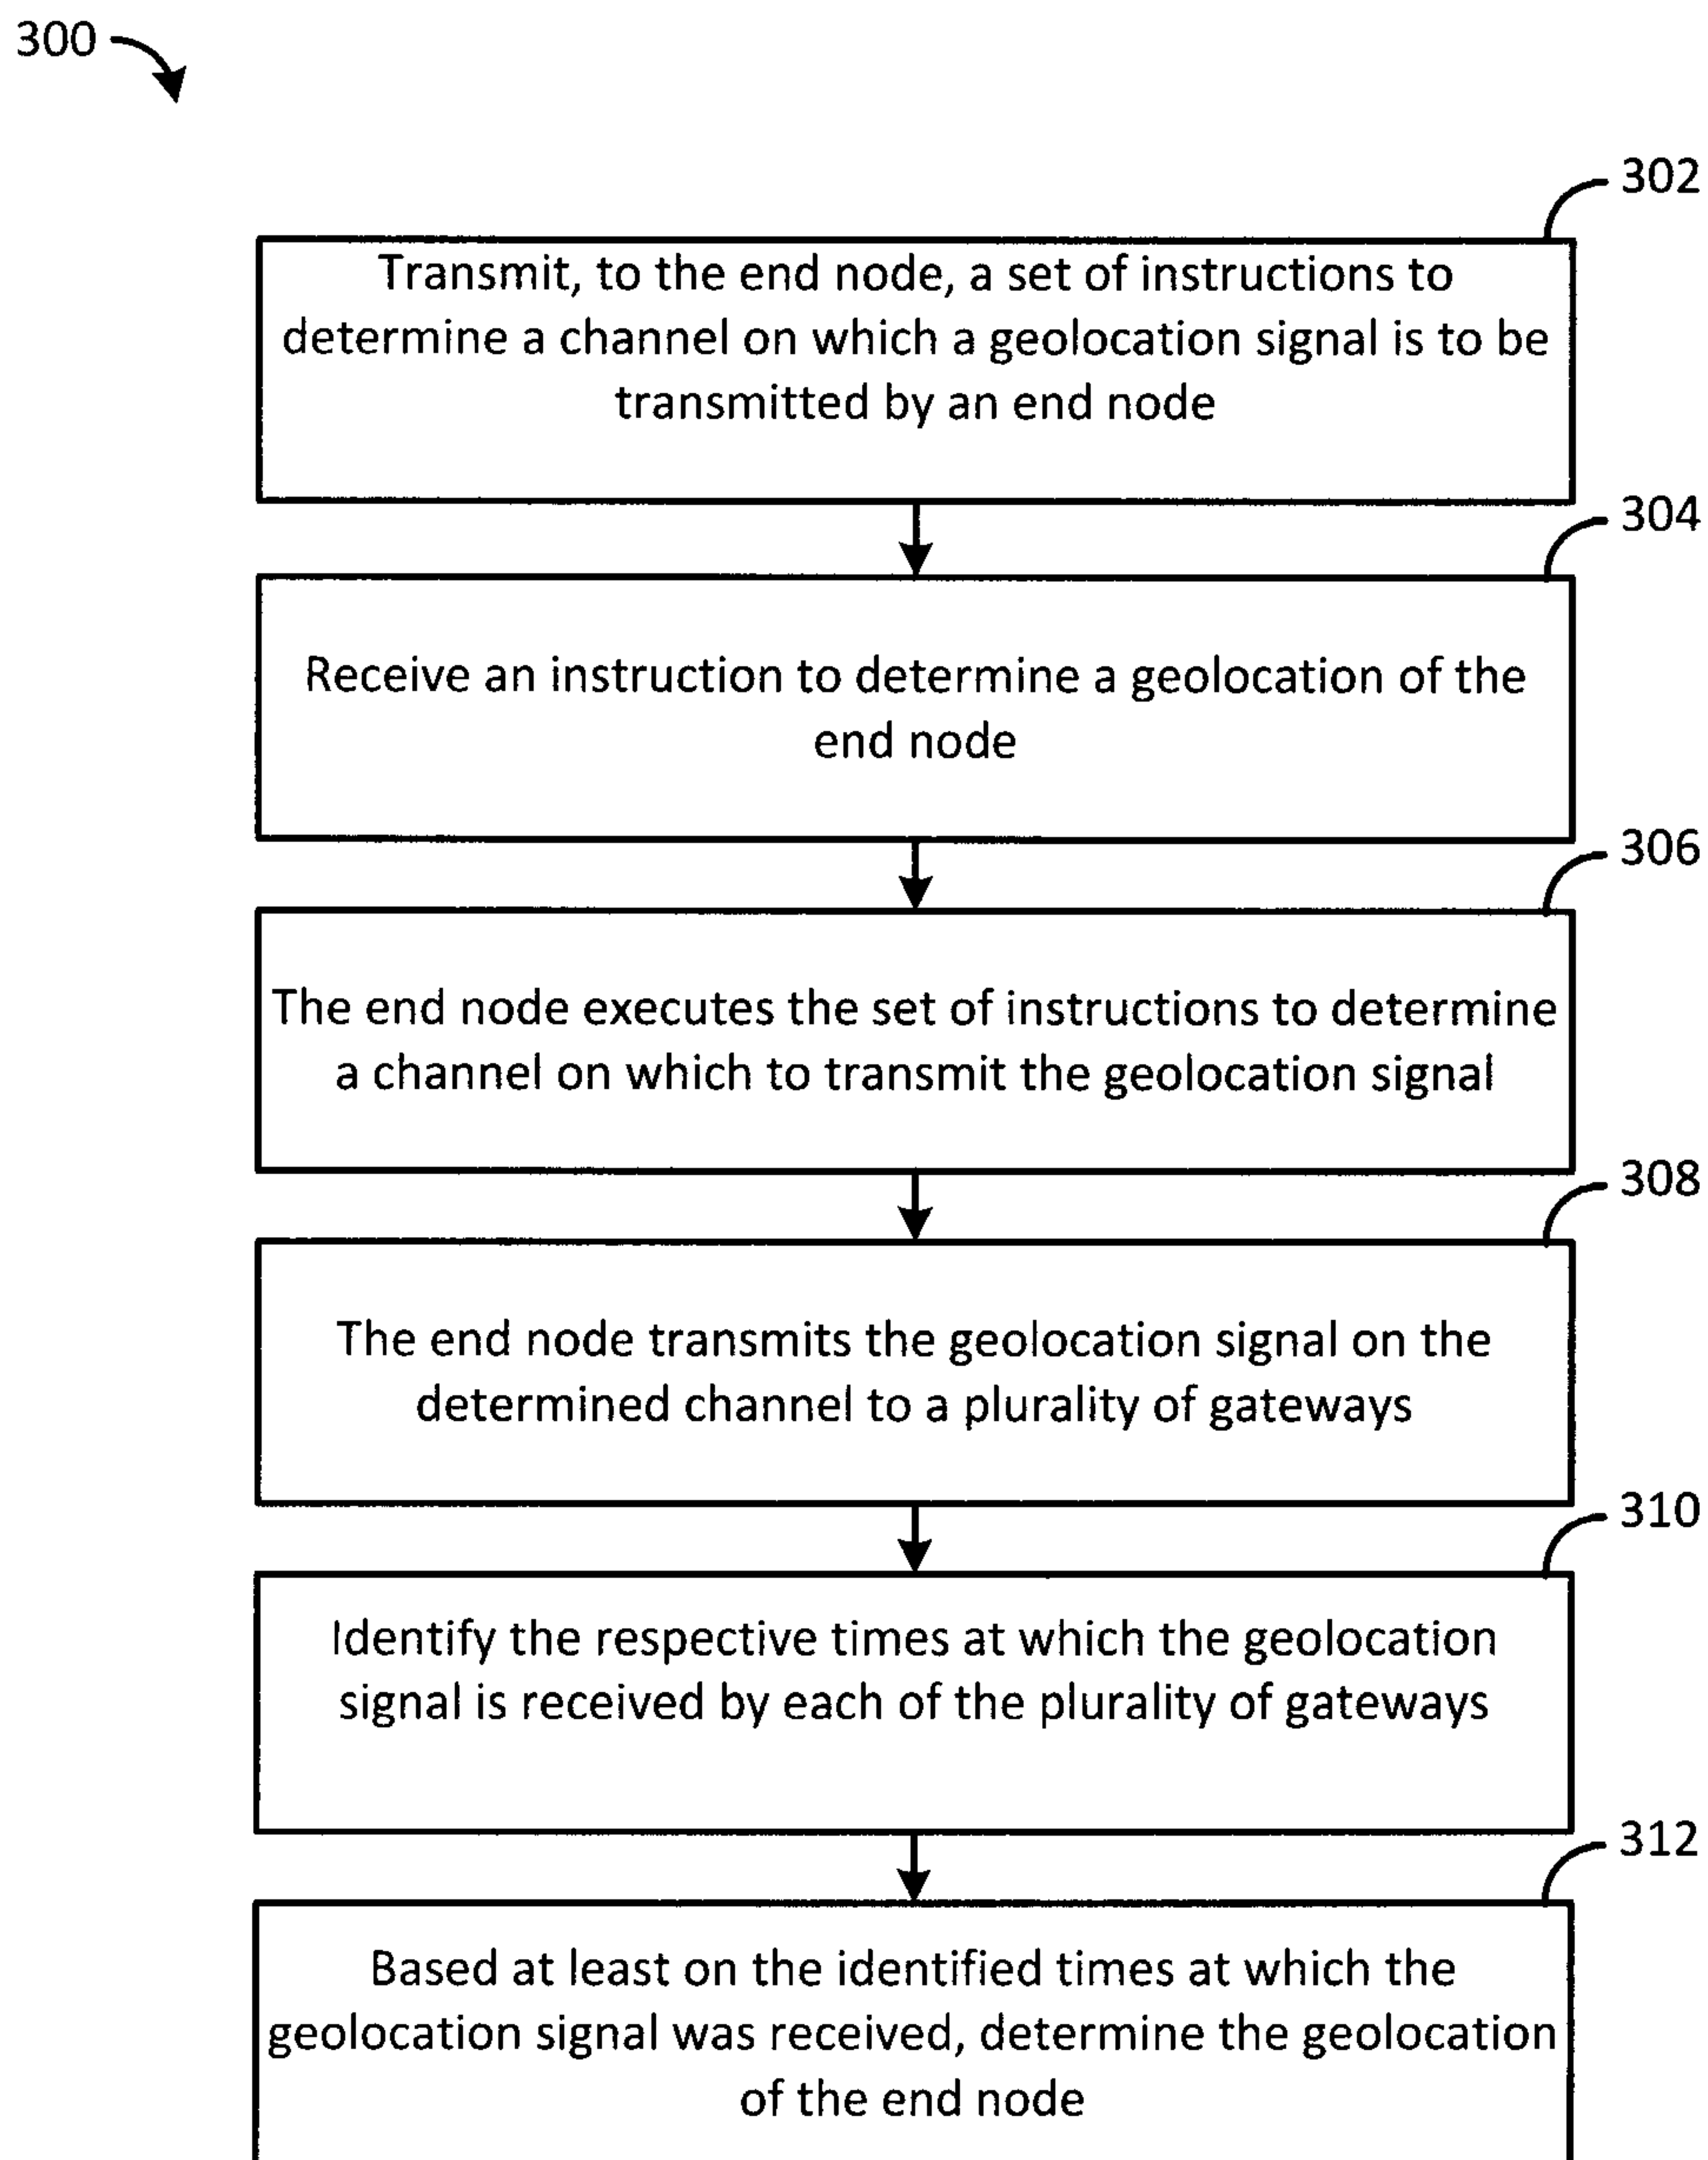 300
302
Transmit, to the end node, a set of instructions to
determine a channel on which a geolocation signal is to be
transmitted by an end node
304
Receive an instruction to determine a geolocation of the
end node
306
The end node executes the set of instructions to determine
a channel on which to transmit the geolocation signal
308
The end node transmits the geolocation signal on the
determined channel to a plurality of gateways
310
Identify the respective times at which the geolocation
signal is received by each of the plurality of gateways
312
Based at least on the identified times at which the
geolocation signal was received, determine the geolocation
of the end node